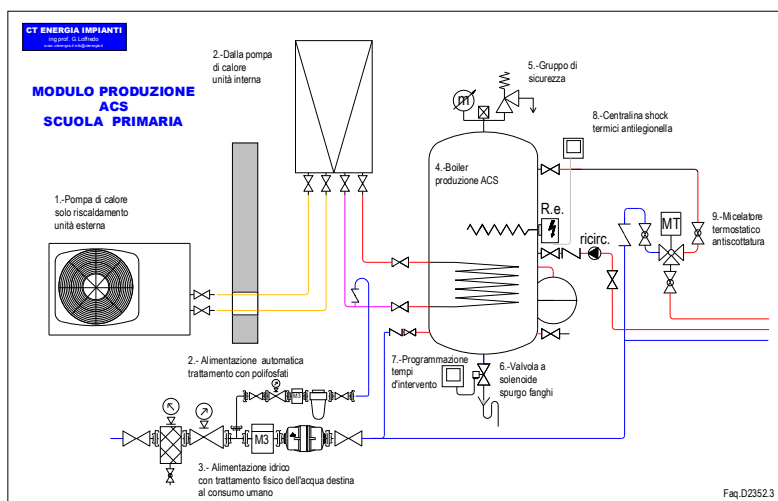 CT ENERGIA IMPIANTI
ing prof. G.Loffredo
MODULO PRODUZIONE
ACS
SCUOLA PRIMARIA
2.-Dalla pompa
di calore
unità interna
5.-Gruppo di
sicurezza
8.-Centralina shock
termici antilegionella
m
4.-Boiler
produzione ACS
1.-Pompa di calore
solo riscaldamento
unità esterna
R.e.
ricirc.
MT
9.-Micelatore
termostatico
antiscottatura
2.- Alimentazione automatica
trattamento con polifosfati
7.-Programmazione
tempi
d'intervento
6.-Valvola a
solenoide
spurgo fanghi
M3
M3
3.- Alimentazione idrico
con trattamento fisico dell'acqua destina
al consumo umano
Faq.D2352.3